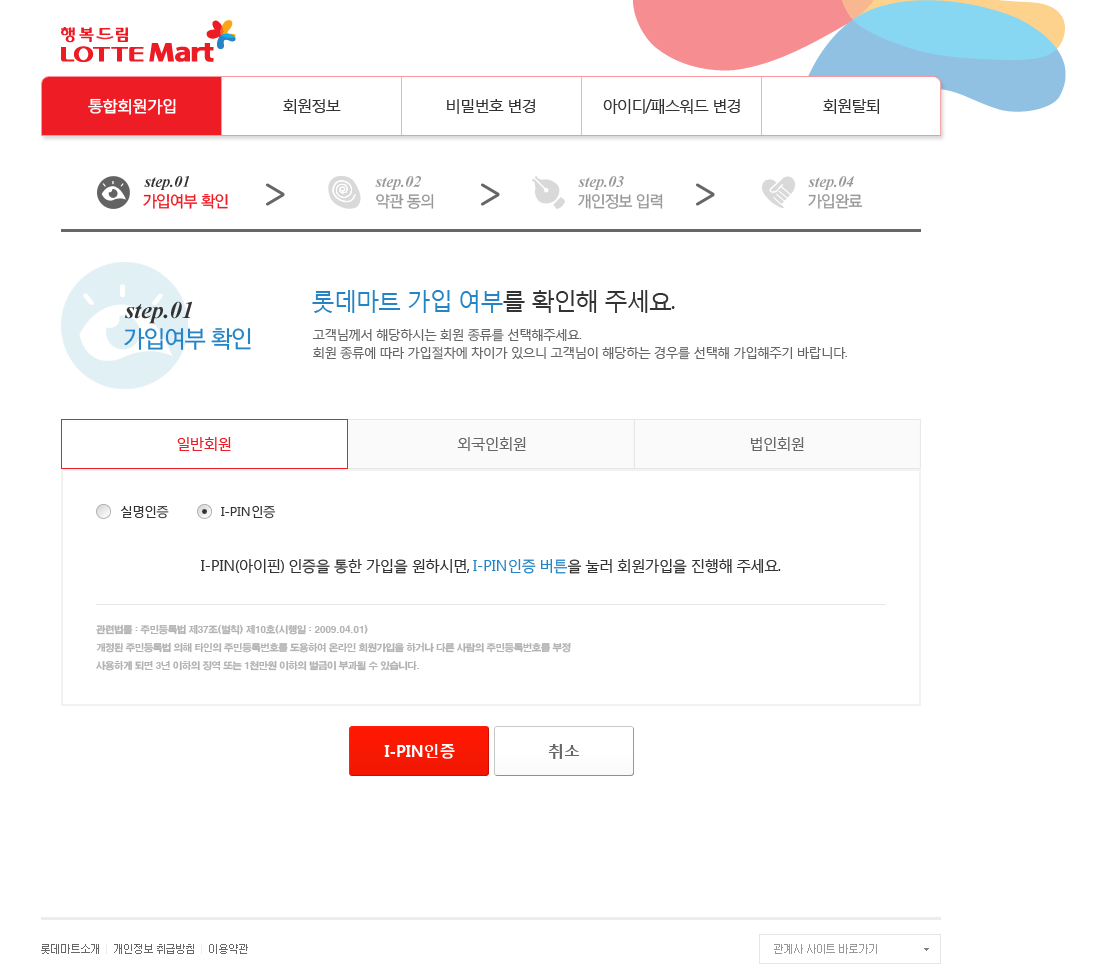 행복드림
LOTTE Mart
통합회원가입 회원정보 비밀번호 변경 아이디/패스워드 변경 회원탈퇴
step.01 step.02 step.03 step.04
가입여부 확인 > 약관 동의 > 개인정보 입력 > 가입완료
step.01
가입여부 확인
롯데마트 가입 여부를 확인해 주세요.
고객님께서 해당하시는 회원 종류를 선택해주세요.
회원 종류에 따라 가입절차에 차이가 있으니 고객님이 해당하는 경우를 선택해 가입해주기 바랍니다.
일반회원 외국인회원 법인회원
실명인증 I-PIN인증
I-PIN(아이핀) 인증을 통한 가입을 원하시면, I-PIN인증 버튼을 눌러 회원가입을 진행해 주세요.
관련법률 : 주민등록법 제37조(벌칙) 제10호(시행일 : 2009.04.01)
개정된 주민등록법 의해 타인의 주민등록번호를 도용하여 온라인 회원가입을 하거나 다른 사람의 주민등록번호를 부정
사용하게 되면 3년 이하의 징역 또는 1천만원 이하의 벌금이 부과될 수 있습니다.
I-PIN인증 취소
롯데마트소개 개인정보 취급방침 이용약관 관계사 사이트 바로가기